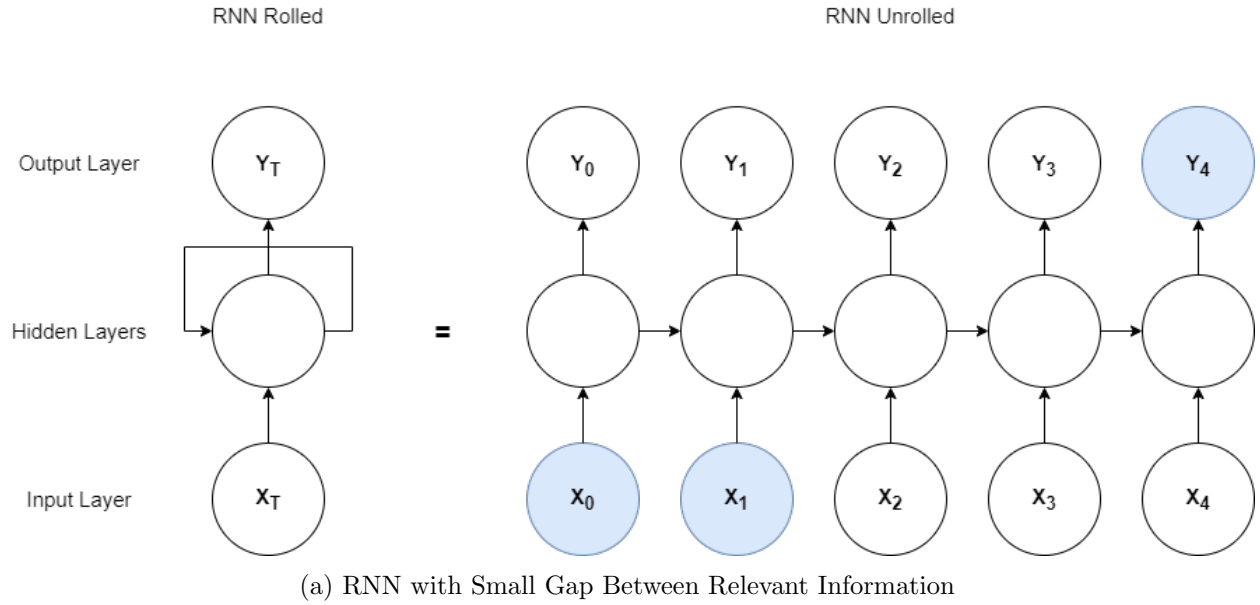 RNN Rolled RNN Unrolled
Output Layer Y_T Y_0 Y_1 Y_2 Y_3 Y_4
Hidden Layers =
Input Layer X_T X_0 X_1 X_2 X_3 X_4
(a) RNN with Small Gap Between Relevant Information